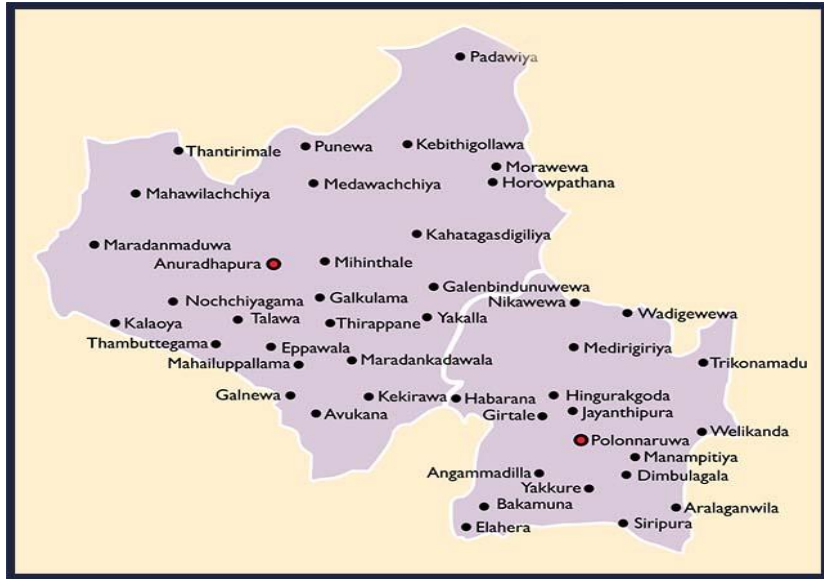 Padawiya
Thantirimale
Punewa
Kebithigollawa
Morawewa
Medawachchiya
Horowpathana
Mahawilachchiya
Kahatagasdigiliya
Maradanmaduwa
Anuradhapura
Mihinthale
Galenbindunuwewa
Nochchiyagama
Galkulama
Nikawewa
Wadigewewa
Kalaoya
Talawa
Thirappane
Yakalla
Thambuttegama
Eppawala
Medirigiriya
Mahailuppallama
Maradankadawala
Trikonamadu
Galnewa
Kekirawa
Habarana
Hingurakgoda
Avukana
Girtale
Jayanthipura
Welikanda
Polonnaruwa
Manampitiya
Angammadilla
Dimbulagala
Yakkure
Bakamuna
Aralaganwila
Elahera
Siripura